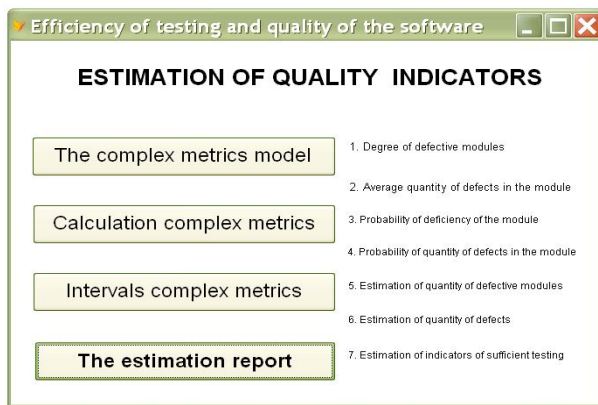 Efficiency of testing and quality of the software
ESTIMATION OF QUALITY INDICATORS
The complex metrics model
Calculation complex metrics
Intervals complex metrics
The estimation report
1. Degree of defective modules
2. Average quantity of defects in the module
3. Probability of deficiency of the module
4. Probability of quantity of defects in the module
5. Estimation of quantity of defective modules
6. Estimation of quantity of defects
7. Estimation of indicators of sufficient testing